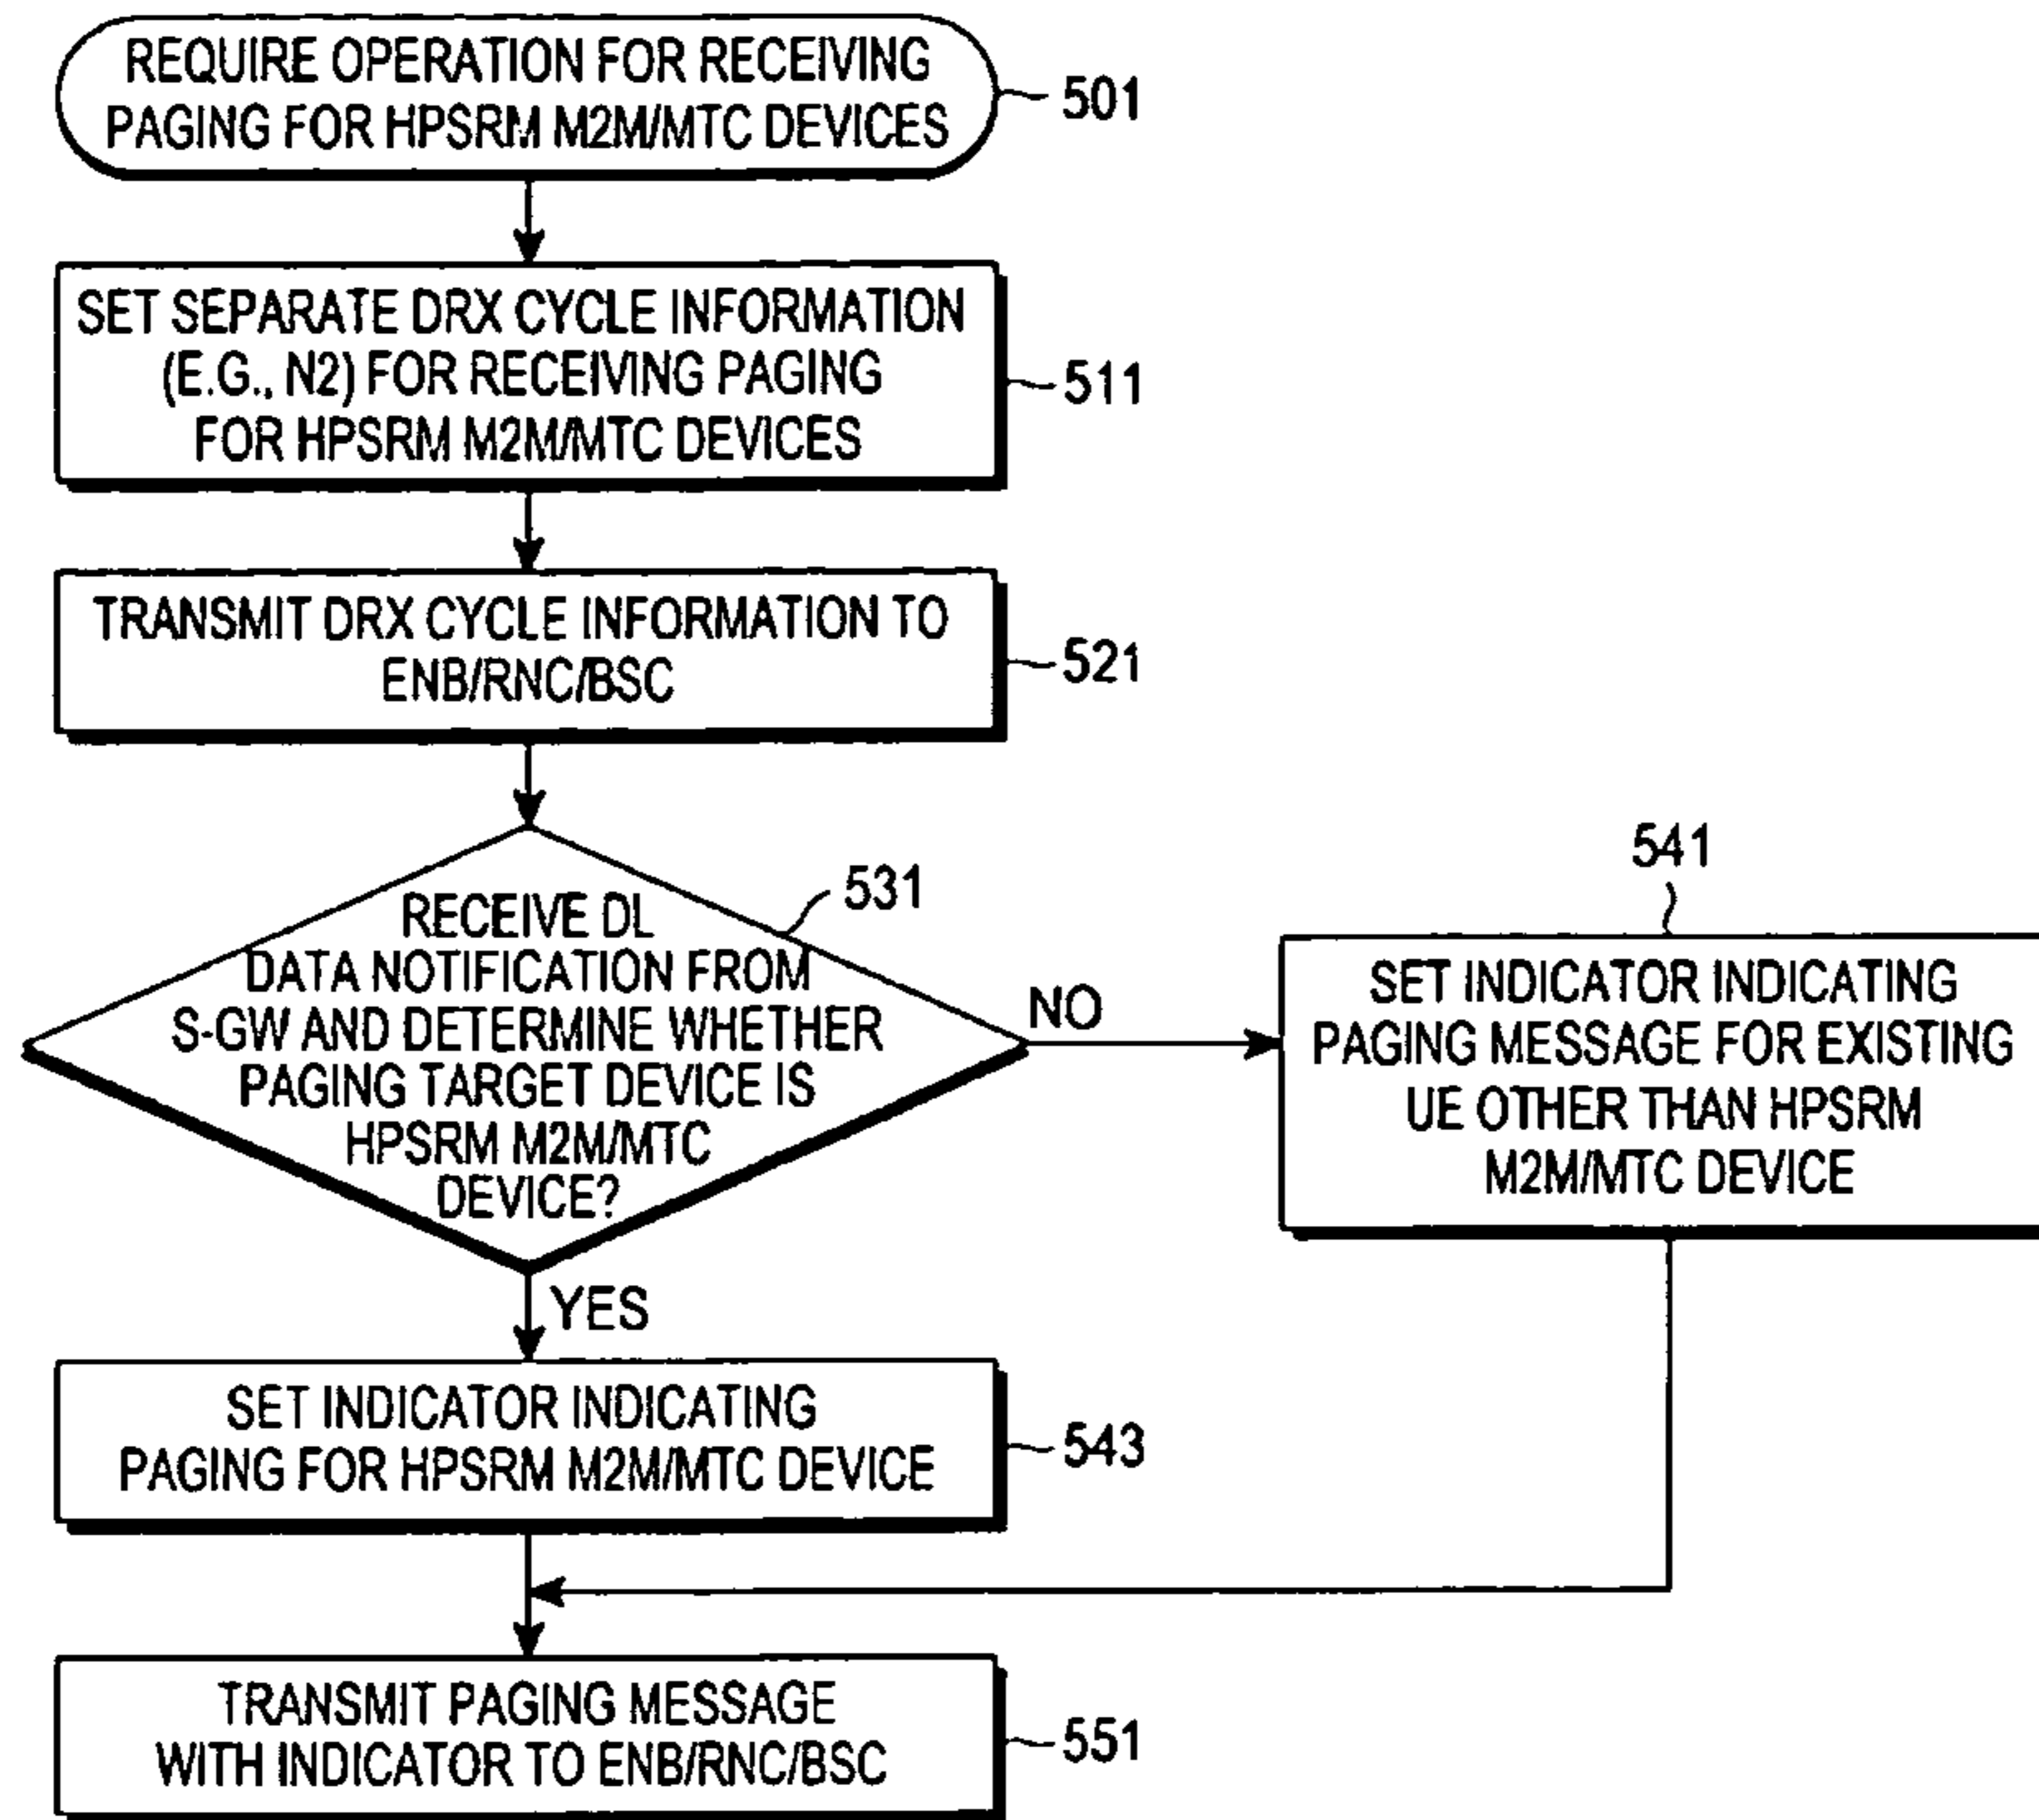 REQUIRE OPERATION FOR RECEIVING
PAGING FOR HPSRM M2M/MTC DEVICES
501
SET SEPARATE DRX CYCLE INFORMATION
(E.G., N2) FOR RECEIVING PAGING
FOR HPSRM M2M/MTC DEVICES
511
TRANSMIT DRX CYCLE INFORMATION TO
ENB/RNC/BSC
521
RECEIVE DL
DATA NOTIFICATION FROM
S-GW AND DETERMINE WHETHER
PAGING TARGET DEVICE IS
HPSRM M2M/MTC
DEVICE?
531
NO
541
SET INDICATOR INDICATING
PAGING MESSAGE FOR EXISTING
UE OTHER THAN HPSRM
M2M/MTC DEVICE
YES
SET INDICATOR INDICATING
PAGING FOR HPSRM M2M/MTC DEVICE
543
TRANSMIT PAGING MESSAGE
WITH INDICATOR TO ENB/RNC/BSC
551